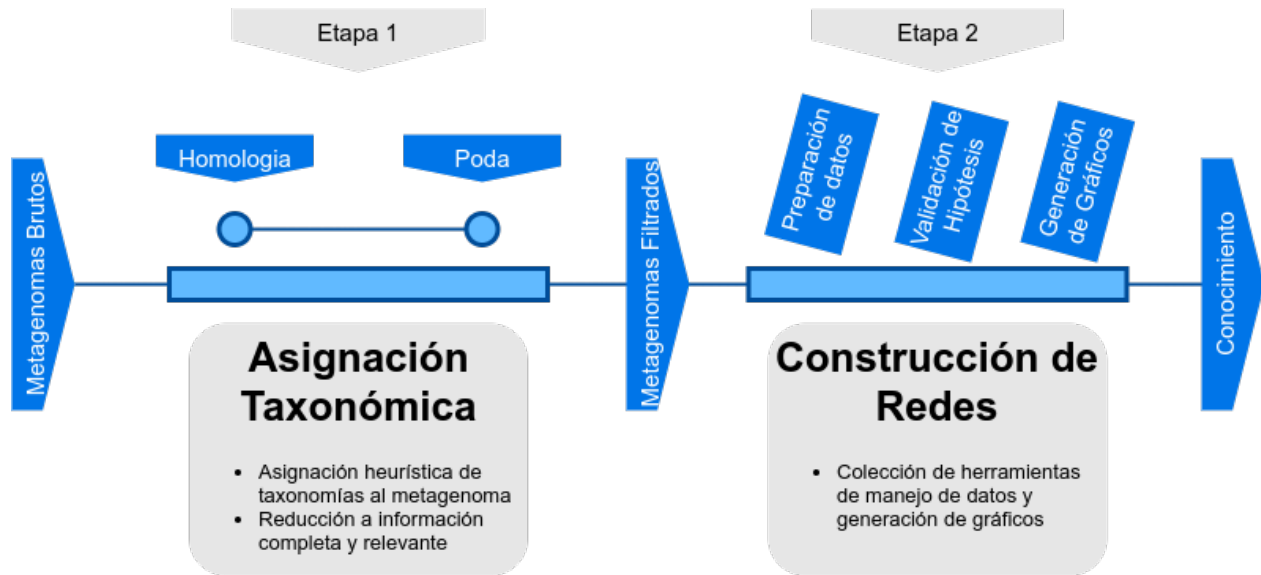 Etapa 1
Etapa 2
Homologia
Poda
Preparación
de datos
Validación de
Hipótesis
Generación
de Gráficos
Metagenomas Brutos
Metagenomas Filtrados
Conocimiento
Asignación
Taxonómica
• Asignación heurística de
taxonomías al metagenoma
• Reducción a información
completa y relevante
Construcción de
Redes
• Colección de herramientas
de manejo de datos y
generación de gráficos